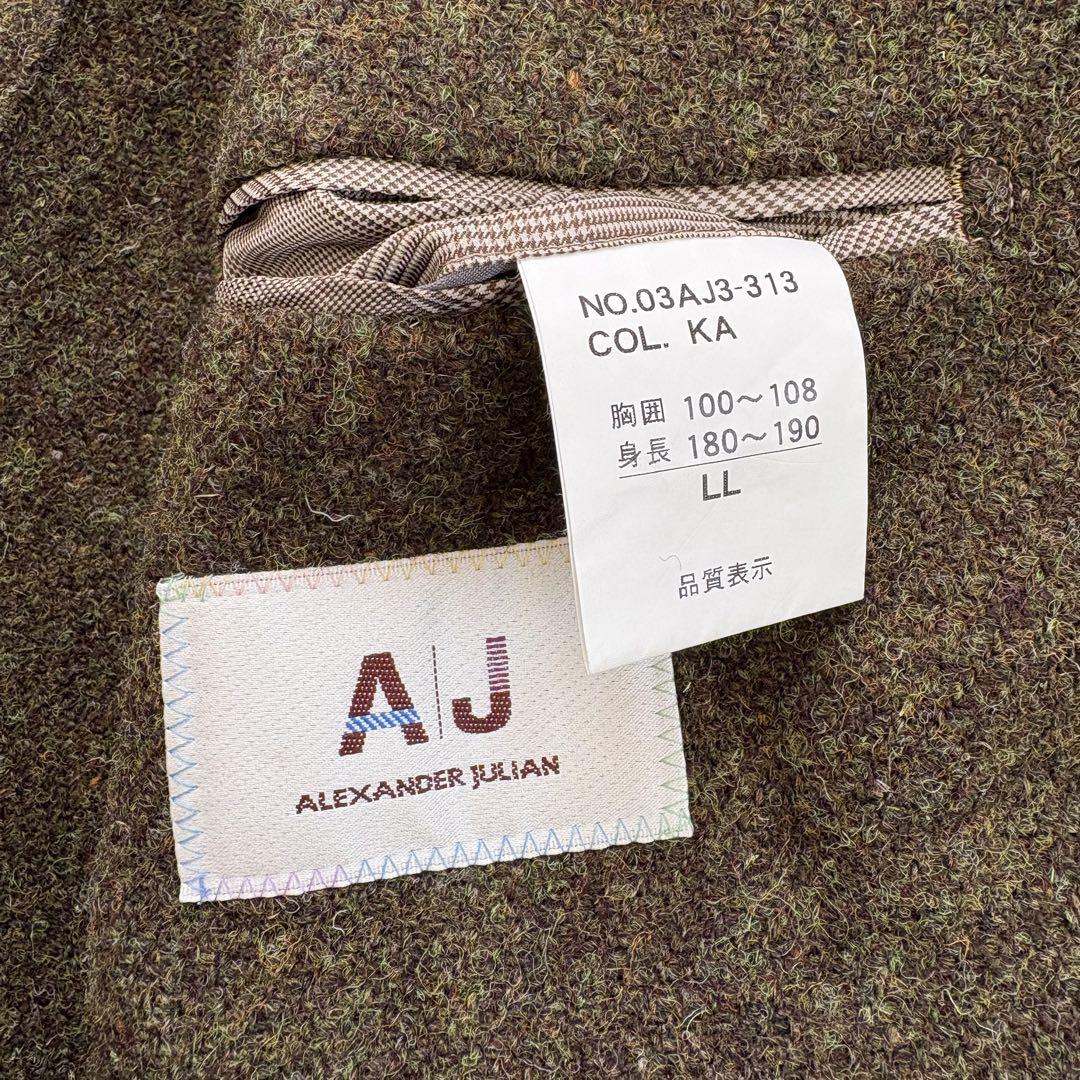 NO.03AJ3-313
COL. KA
胸囲 100～108
身長 180～190
LL
品質表示
A|J
ALEXANDER JULIAN